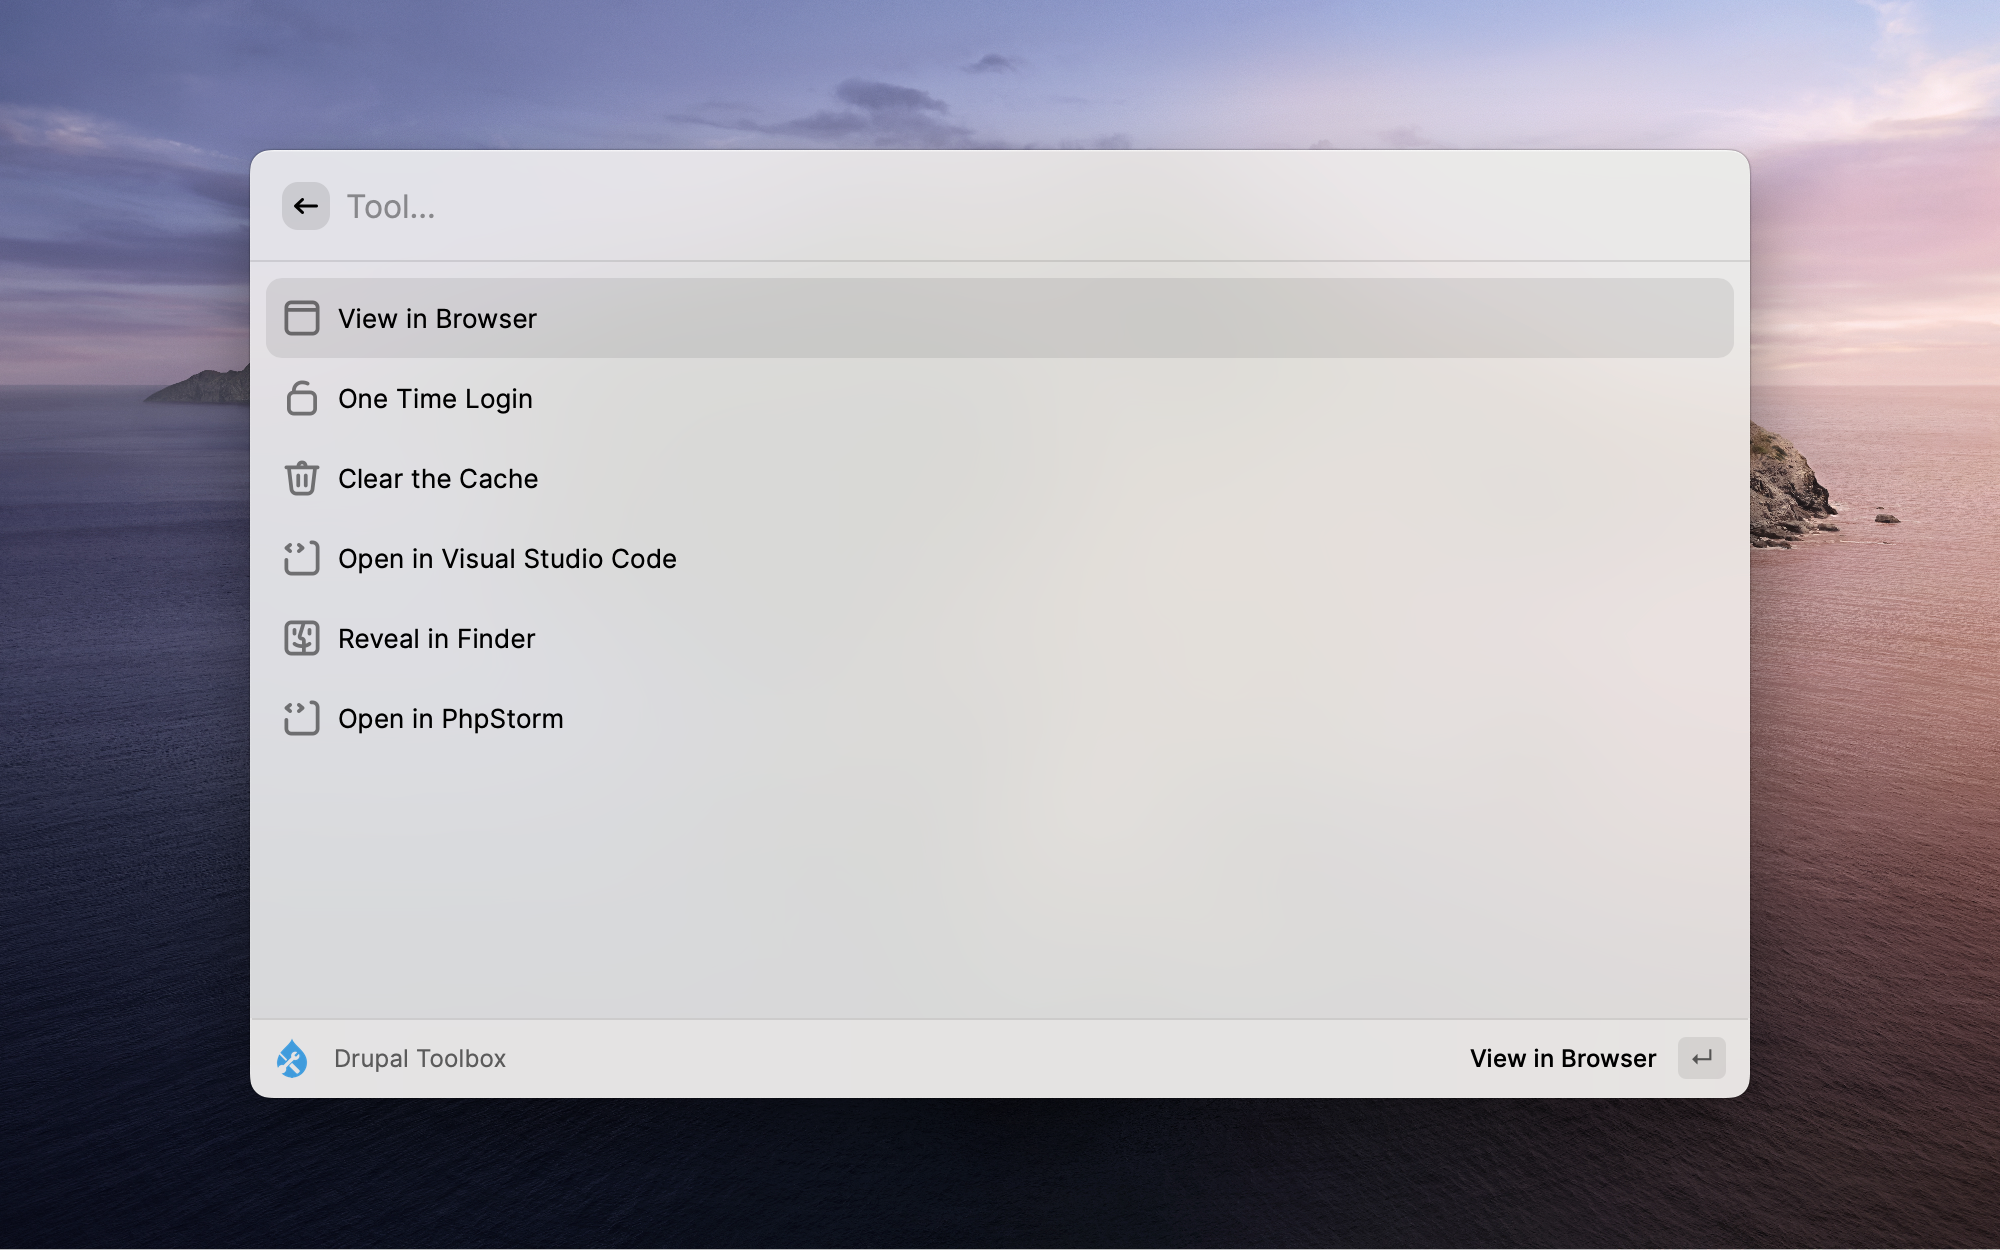 Tool...
View in Browser
One Time Login
Clear the Cache
Open in Visual Studio Code
Reveal in Finder
Open in PhpStorm
Drupal Toolbox
View in Browser